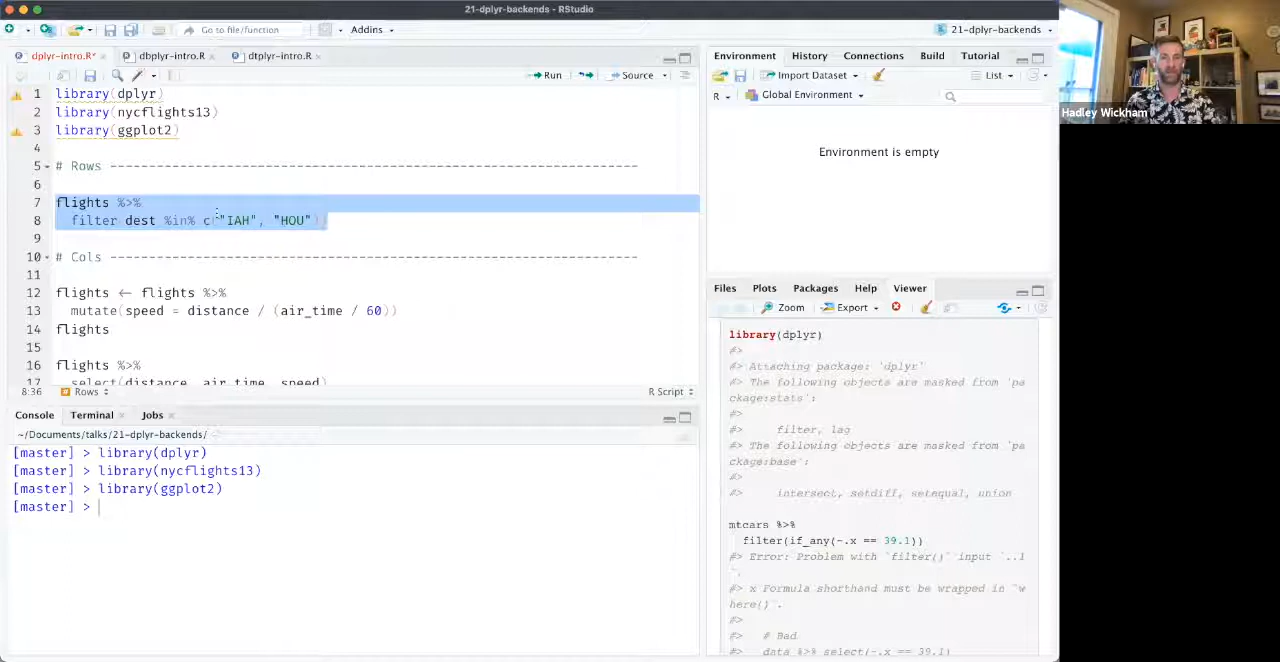 21-dplyr-backends - RStudio
Go to file/function
Addins
21-dplyr-backends
dplyr-intro.R*
dbplyr-intro.R
dtplyr-intro.R
Run
Source
1 library(dplyr)
2 library(nycflights13)
3 library(ggplot2)
4
5 # Rows --------------------------------------------------------------------
6
7 flights %>%
8 filter dest %in% c("IAH", "HOU")
9
10 # Cols --------------------------------------------------------------------
11
12 flights ← flights %>%
13 mutate(speed = distance / (air_time / 60))
14 flights
15
16 flights %>%
17 select(distance, air_time, speed)
8:36
Rows
R Script
Console
Terminal
Jobs
~/Documents/talks/21-dplyr-backends/
[master] > library(dplyr)
[master] > library(nycflights13)
[master] > library(ggplot2)
[master] >
Environment
History
Connections
Build
Tutorial
Import Dataset
List
R
Global Environment
Environment is empty
Files
Plots
Packages
Help
Viewer
Zoom
Export
library(dplyr)
#>
#> Attaching package: 'dplyr'
#> The following objects are masked from 'pa
ckage:stats':
#>
#> filter, lag
#> The following objects are masked from 'pa
ckage:base':
#>
#> intersect, setdiff, setequal, union
mtcars %>%
filter(if_any(~.x == 39.1))
#> Error: Problem with `filter()` input `..1
`.
#> x Formula shorthand must be wrapped in `w
here()`.
#>
#> # Bad
#> data %>% select(~.x == 39.1)
Hadley Wickham